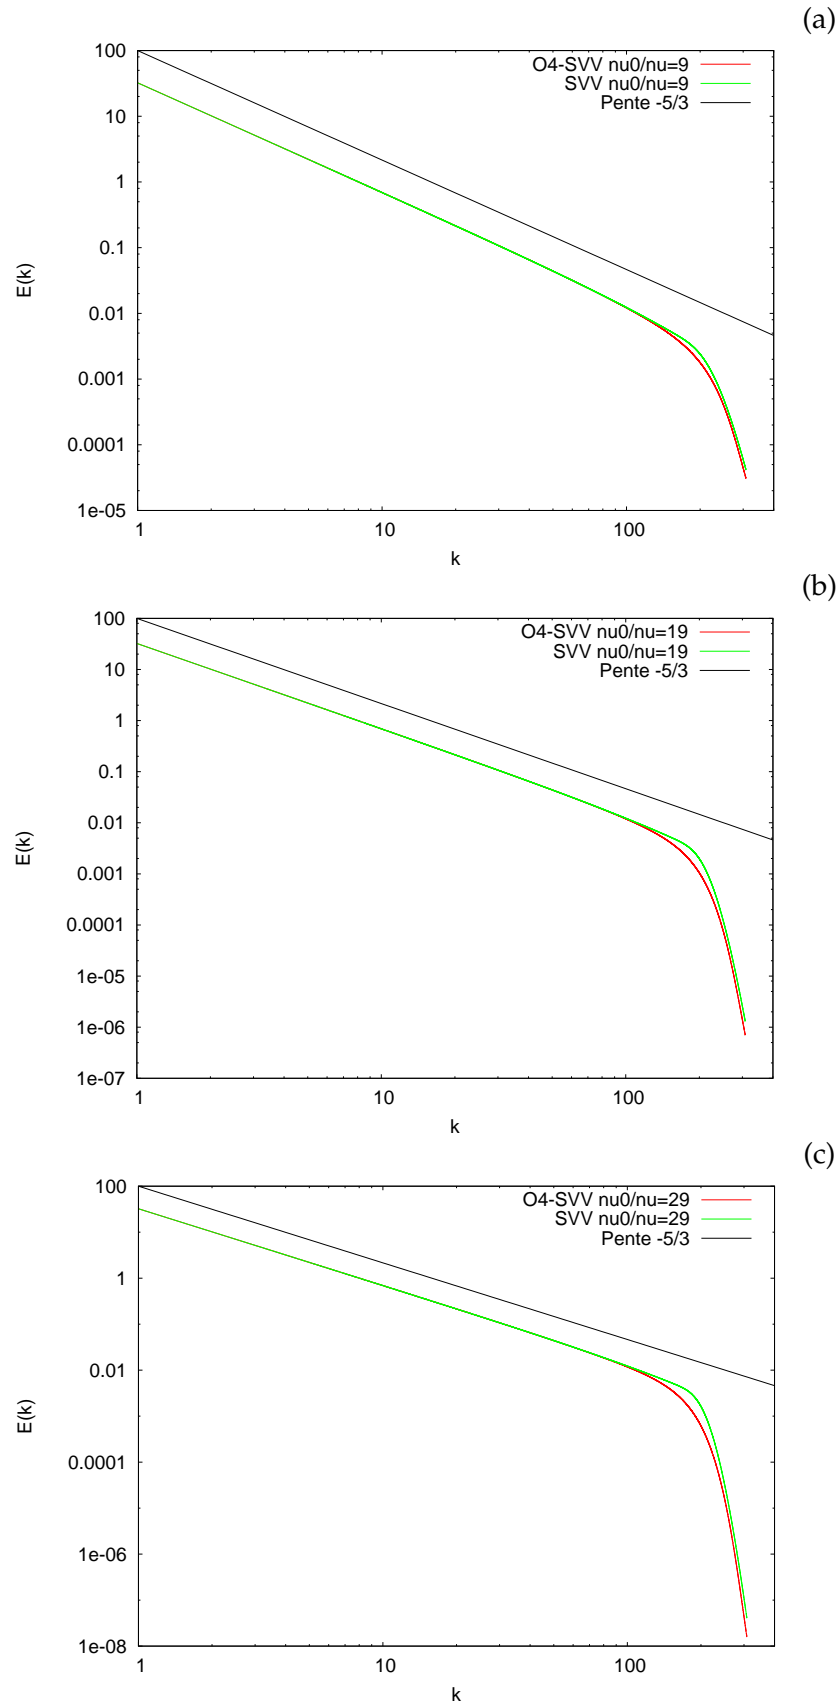 (a)
100
10
1
0.1
0.01
0.001
0.0001
1e-05
E(k)
O4-SVV nu0/nu=9
SVV nu0/nu=9
Pente -5/3
1 10 100
k
(b)
100
10
1
0.1
0.01
0.001
0.0001
1e-05
1e-06
1e-07
E(k)
O4-SVV nu0/nu=19
SVV nu0/nu=19
Pente -5/3
1 10 100
k
(c)
100
1
0.01
0.0001
1e-06
1e-08
E(k)
O4-SVV nu0/nu=29
SVV nu0/nu=29
Pente -5/3
1 10 100
k